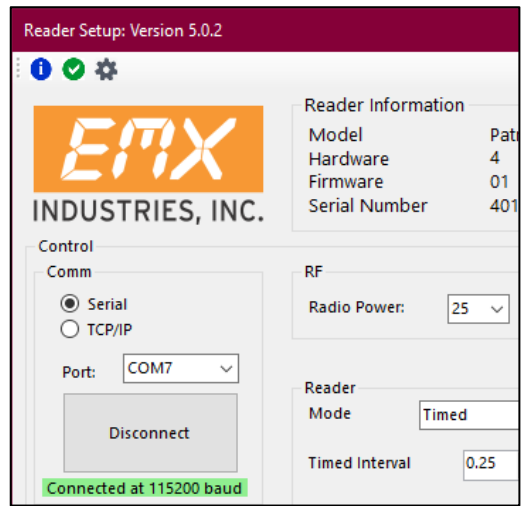 Reader Setup: Version 5.0.2
EMX
INDUSTRIES, INC.
Reader Information
Model
Hardware 4
Firmware 01
Serial Number 401
Control
Comm
Serial
TCP/IP
Port: COM7
Disconnect
Connected at 115200 baud
RF
Radio Power: 25
Reader
Mode Timed
Timed Interval 0.25